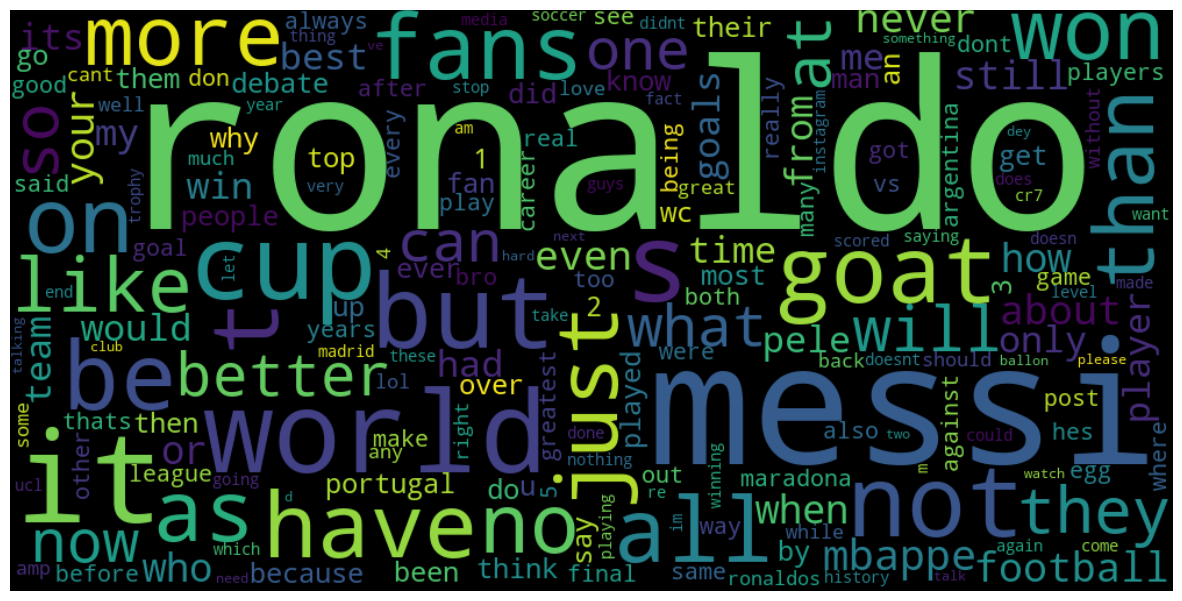 its
more
fans
one
their
never
at
won
go
always
thing
best
media
soccer
see
didnt
an
something
dont
good
cant
them
don
debate
ve
ronaldo
after
stop
love
know
did
fact
me
man
still
players
well
year
your
so
my
why
top
am
1
every
real
goals
being
really
instagram
from
got
dey
get
argentina
without
than
said
much
win
very
fan
play
career
guys
great
wc
many
vs
does
cr7
want
trophy
people
on
goal
cup
4
can
ever
bro
hard
next
even
s
time
scored
saying
goat
doesn
how
game
3
made
level
like
let
end
t
but
too
2
both
most
up
years
take
what
will
about
player
would
team
talking
club
be
better
madrid
these
had
just
were
pele
back
doesnt
should
only
ballon
please
lol
over
greatest
played
messi
world
some
thats
then
or
make
any
right
done
nothing
also
two
against
could
post
hes
where
it
other
ucl
league
going
portugal
do
u
5
out
re
winning
maradona
m
watch
egg
as
d
have
no
say
playing
all
im
way
when
while
not
they
now
amp
before
who
which
need
because
been
think
final
same
ronaldos
by
history
mbappe
again
talk
come
football